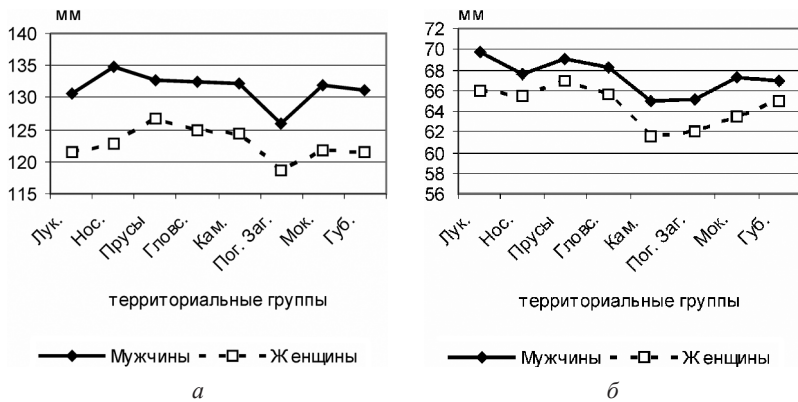 мм
140
135
130
125
120
115
Лук.
Нос.
Прусы
Гловс.
Кам.
Пог. Заг.
Мок.
Губ.
территориальные группы
Мужчины
Женщины
а
мм
72
70
68
66
64
62
60
58
56
Лук.
Нос.
Прусы
Гловс.
Кам.
Пог. Заг.
Мок.
Губ.
территориальные группы
Мужчины
Женщины
б